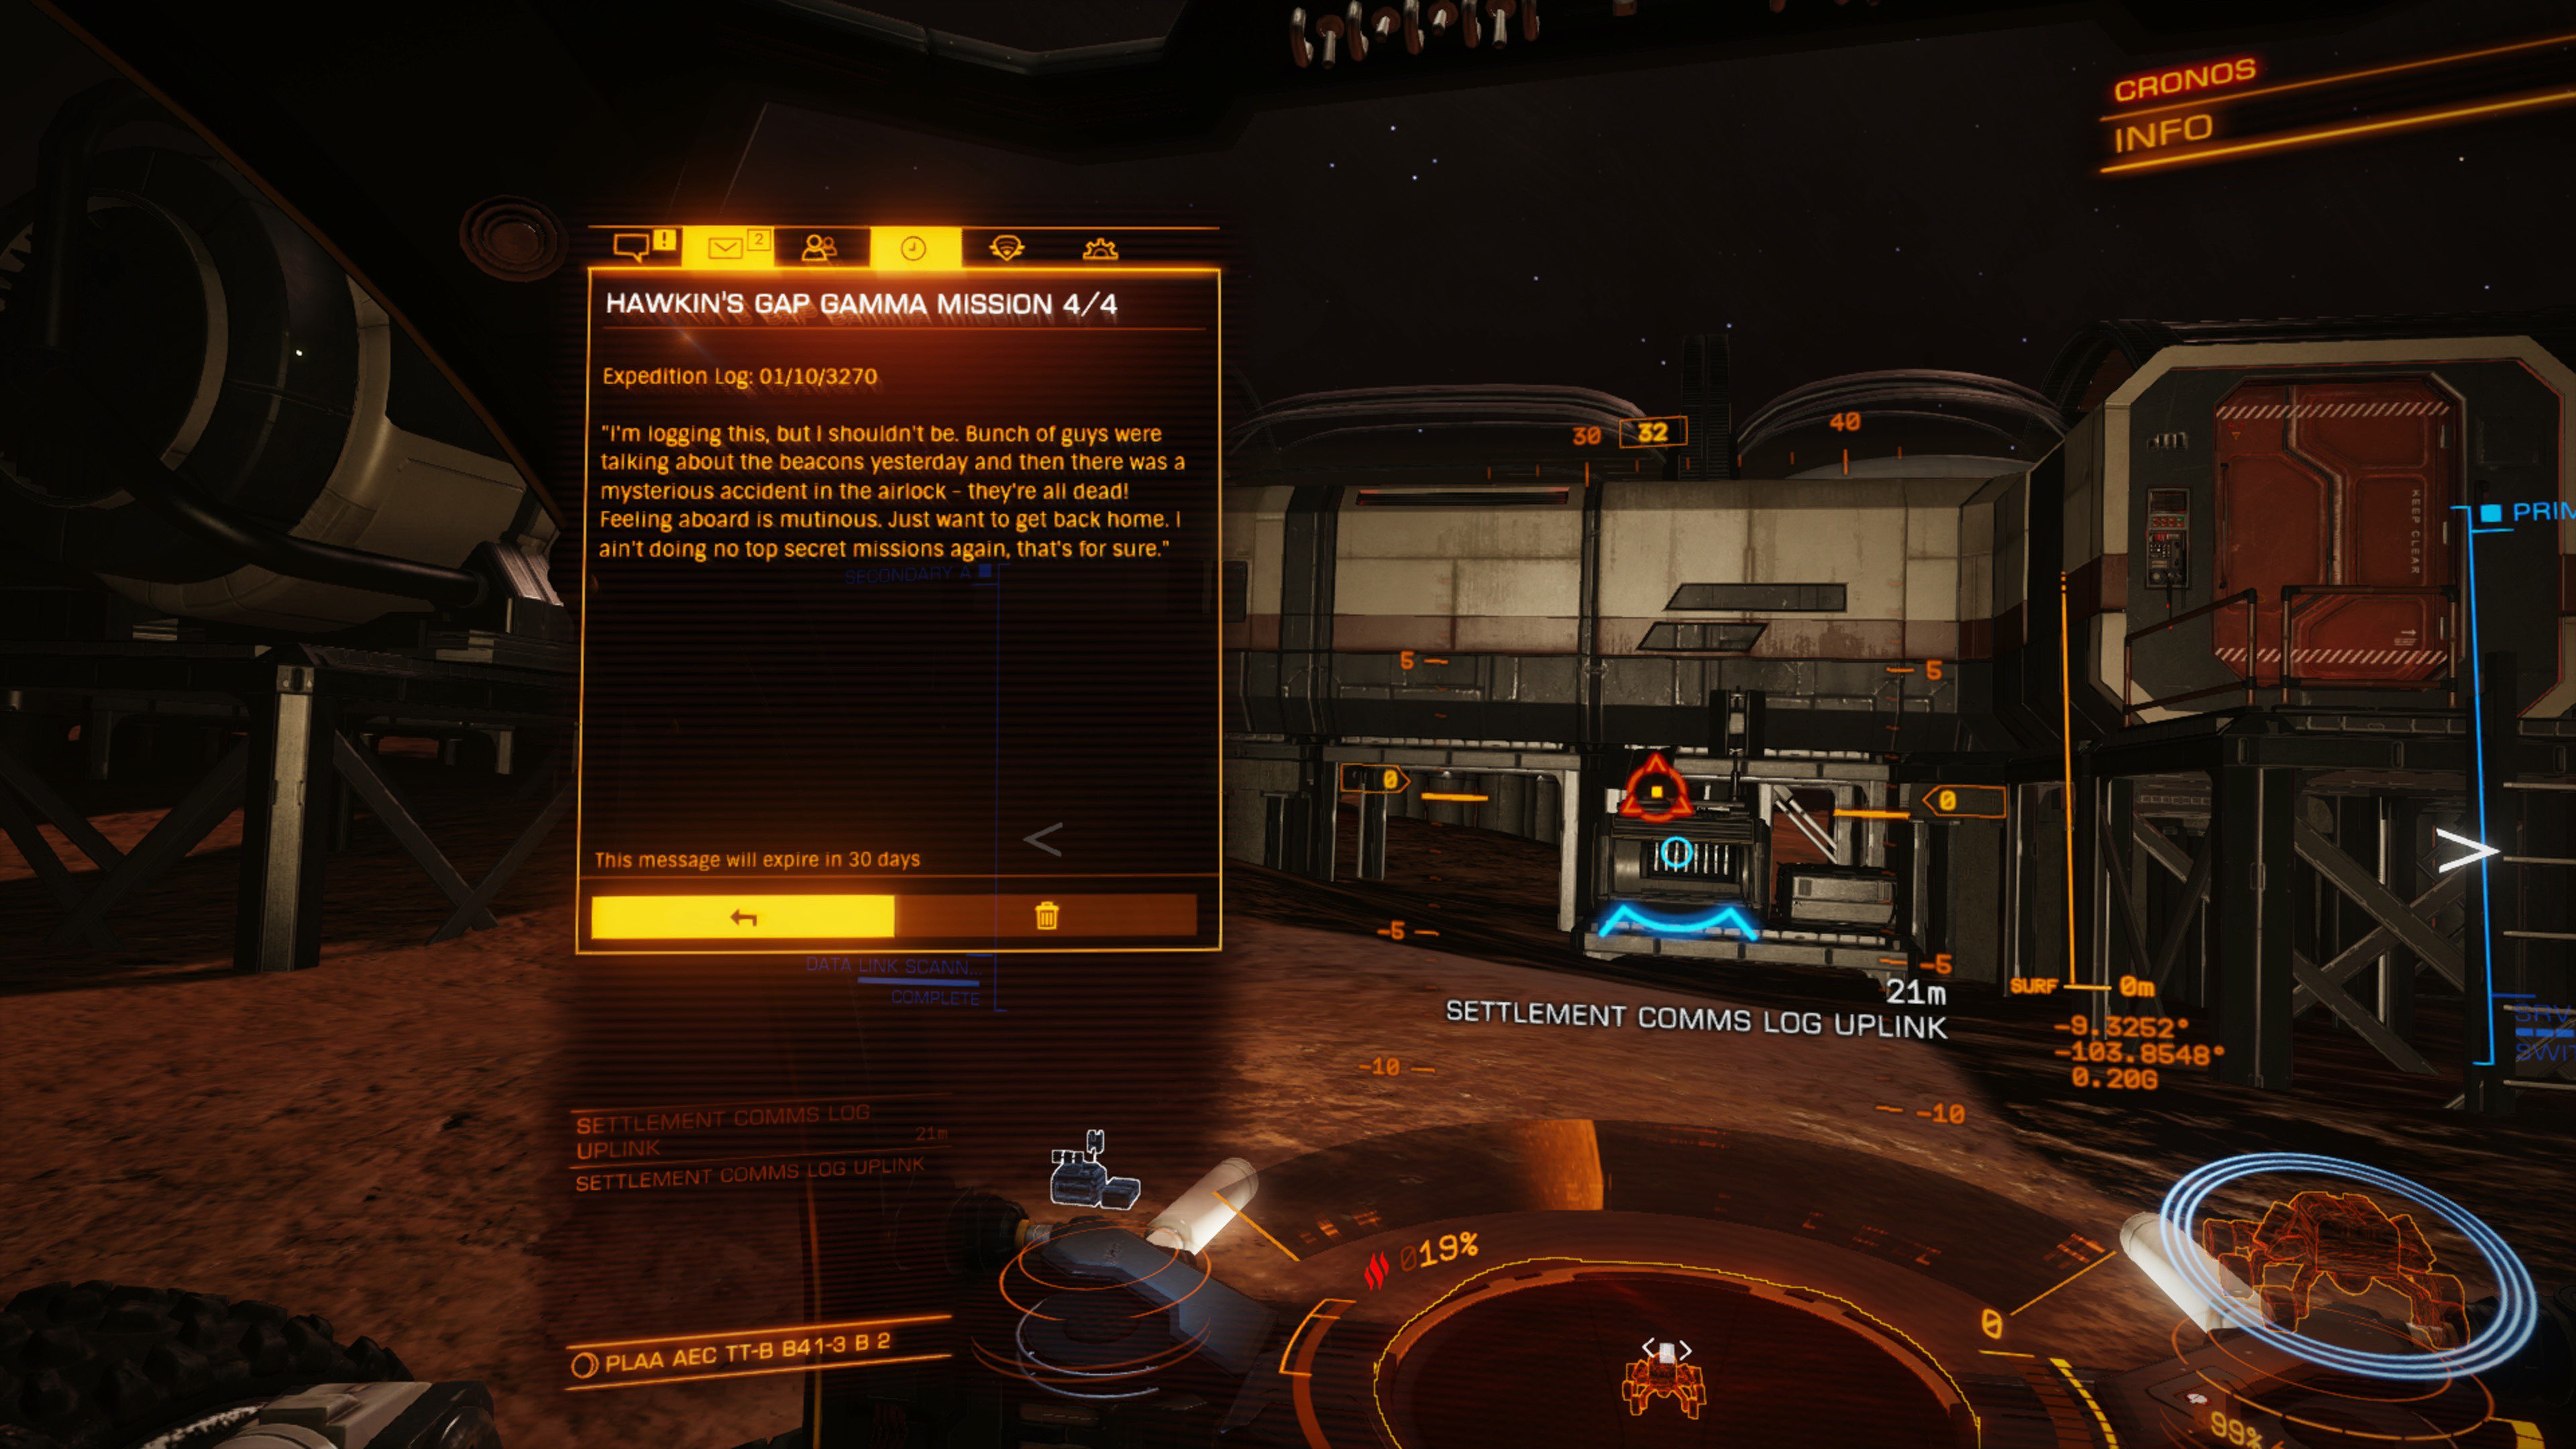 CRONOS
INFO
2
HAWKIN'S GAP GAMMA MISSION 4/4
Expedition Log: 01/10/3270
"I'm logging this, but I shouldn't be. Bunch of guys were
talking about the beacons yesterday and then there was a
mysterious accident in the airlock - they're all dead!
Feeling aboard is mutinous. Just want to get back home. I
ain't doing no top secret missions again, that's for sure."
SECONDARY A
This message will expire in 30 days
DATA LINK SCANN...
COMPLETE
30 32 40
KEEP CLEAR
PRIM
5 5
0 0
-5 -5
21m
SETTLEMENT COMMS LOG UPLINK
SURF 0m
-9.3252°
-103.8548°
0.20G
SRV
SWIT
-10 -10
SETTLEMENT COMMS LOG
UPLINK
21m
SETTLEMENT COMMS LOG UPLINK
019%
0
PLAA AEC TT-B B41-3 B 2
99%